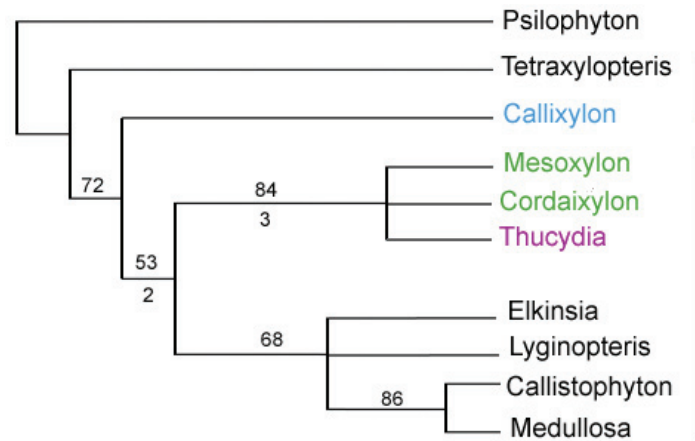 Psilophyton
Tetraxylopteris
Callixylon
72
Mesoxylon
84
Cordaixylon
3
Thucydia
53
2
Elkinsia
68
Lyginopteris
Callistophyton
86
Medullosa